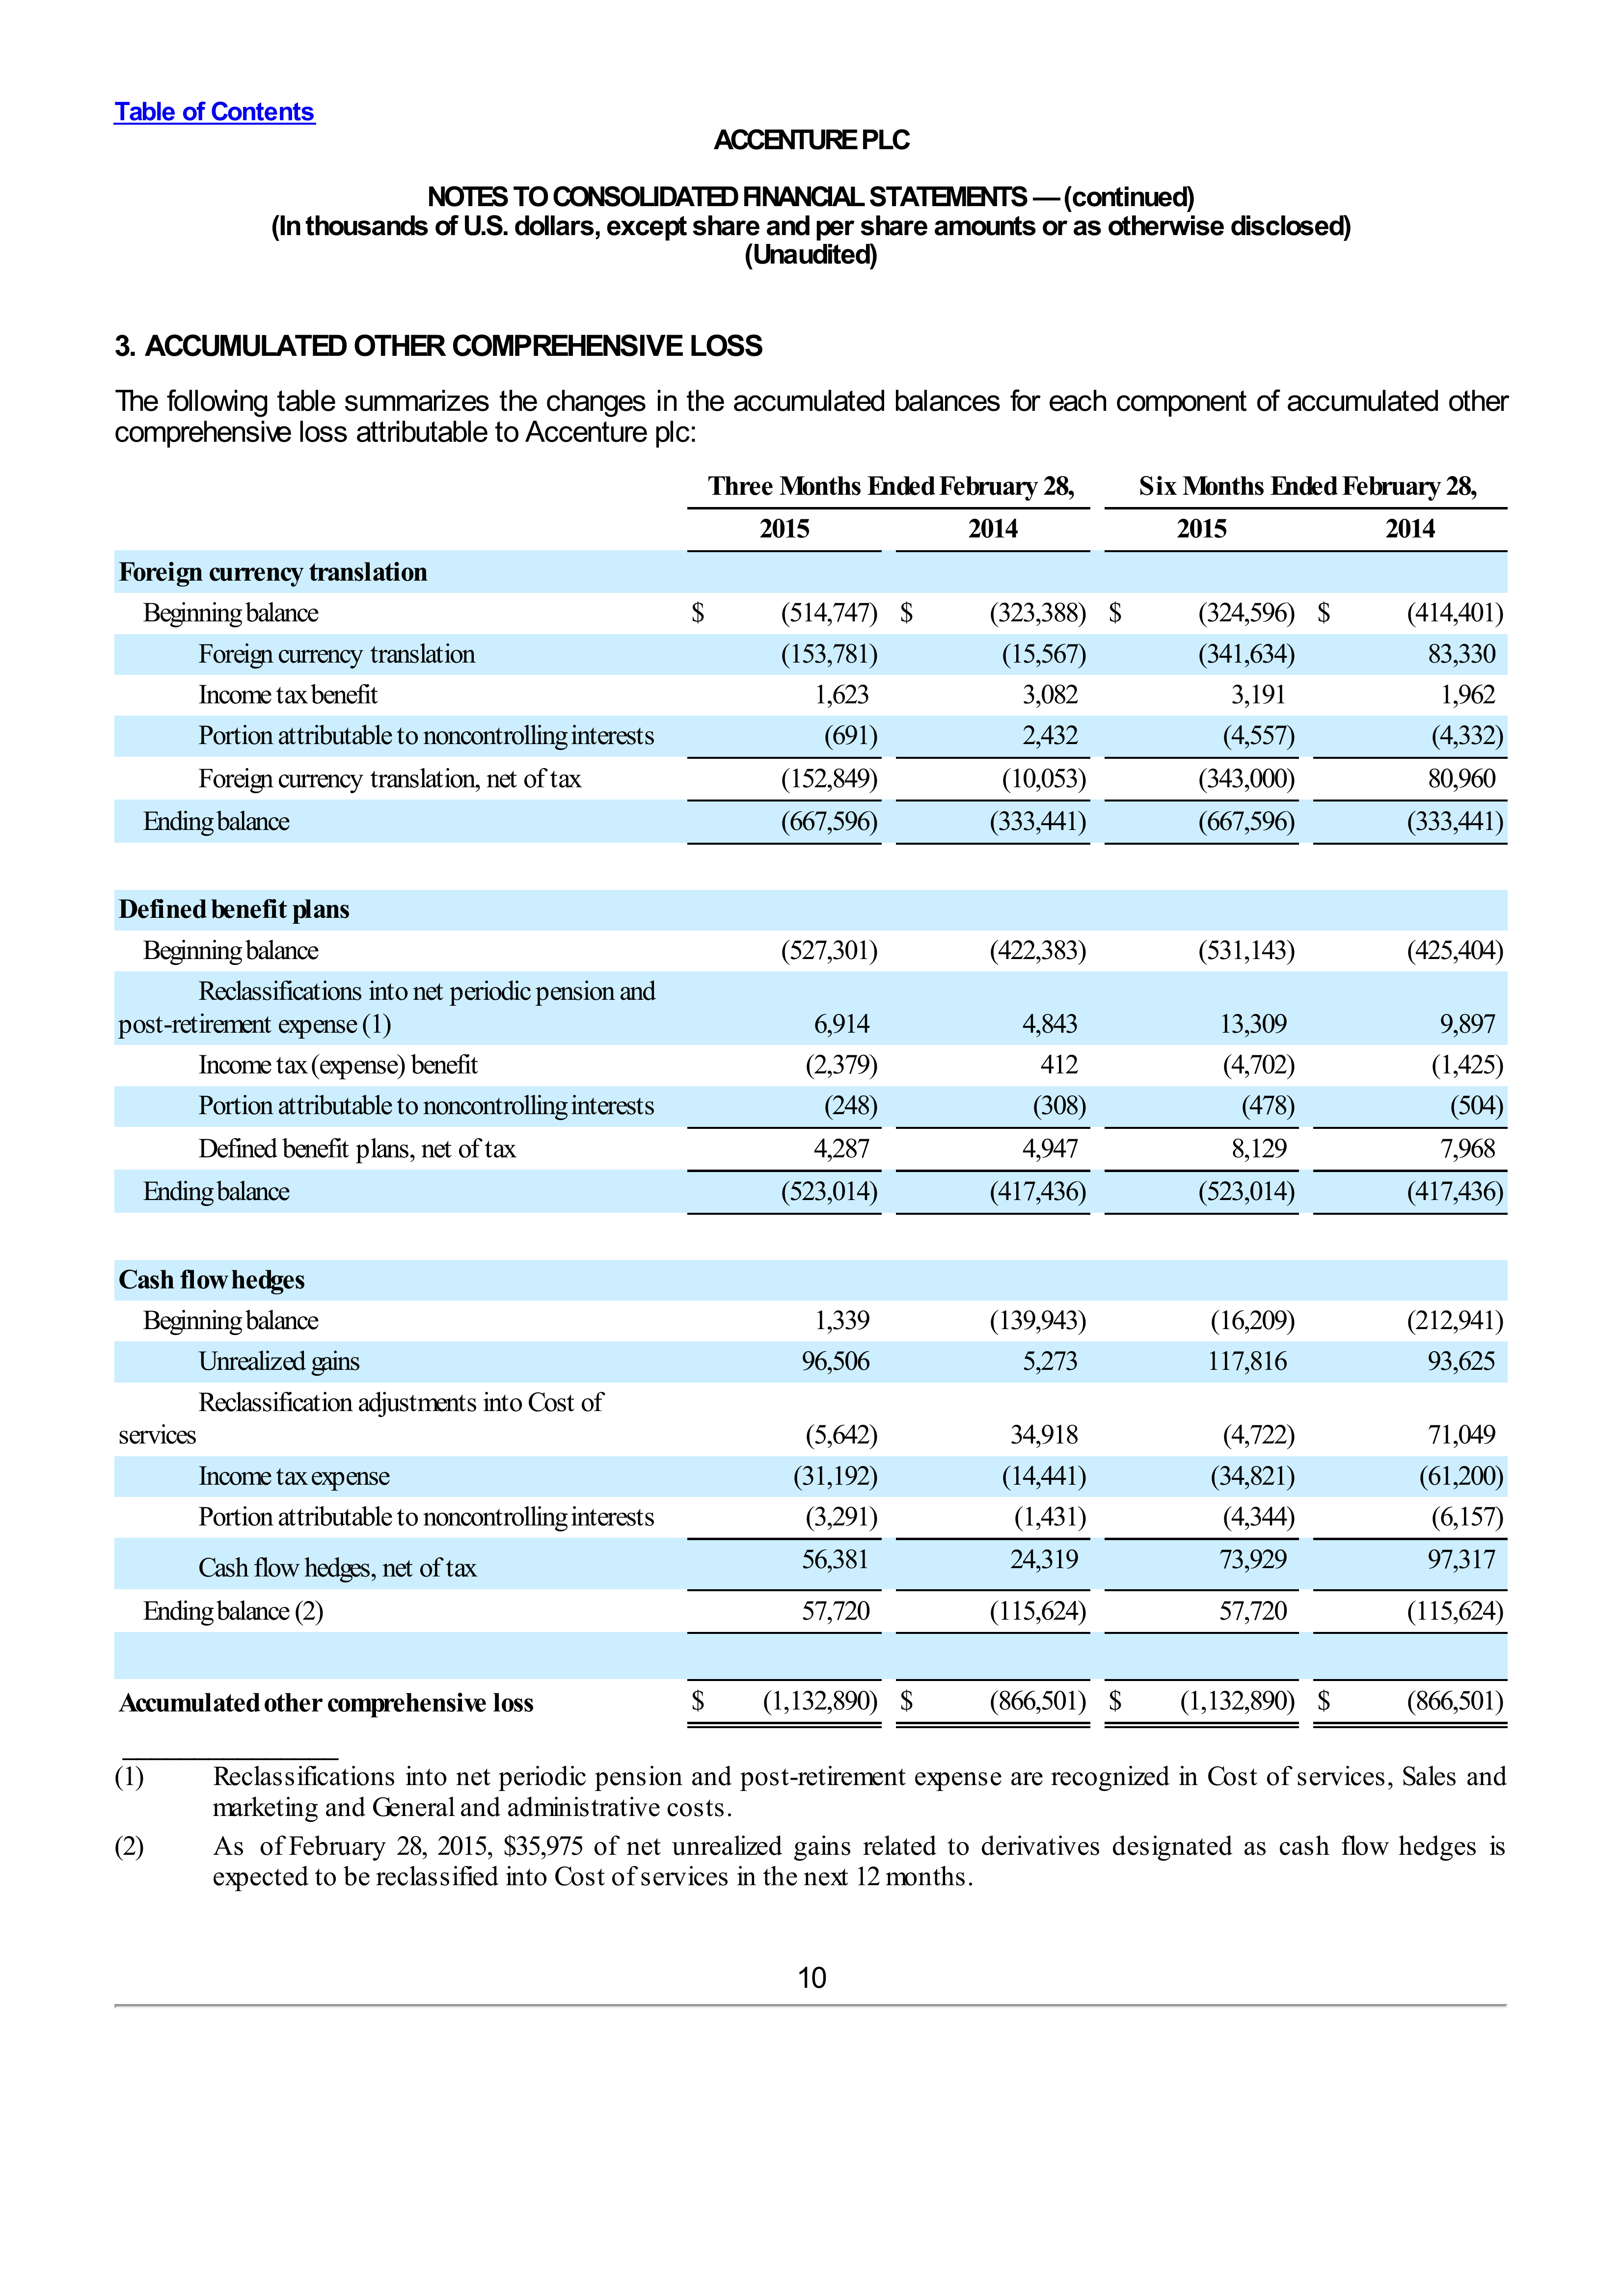 Table of Contents
ACCENTURE PLC
NOTES TO CONSOLIDATED FINANCIAL STATEMENTS — (continued)
(In thousands of U.S. dollars, except share and per share amounts or as otherwise disclosed)
(Unaudited)
3. ACCUMULATED OTHER COMPREHENSIVE LOSS
The following table summarizes the changes in the accumulated balances for each component of accumulated other
comprehensive loss attributable to Accenture plc:
Three Months Ended February 28, Six Months Ended February 28,
2015 2014 2015 2014
Foreign currency translation
Beginning balance $ (514,747) $ (323,388) $ (324,596) $ (414,401)
Foreign currency translation (153,781) (15,567) (341,634) 83,330
Income tax benefit 1,623 3,082 3,191 1,962
Portion attributable to noncontrolling interests (691) 2,432 (4,557) (4,332)
Foreign currency translation, net of tax (152,849) (10,053) (343,000) 80,960
Ending balance (667,596) (333,441) (667,596) (333,441)
Defined benefit plans
Beginning balance (527,301) (422,383) (531,143) (425,404)
Reclassifications into net periodic pension and
post-retirement expense (1) 6,914 4,843 13,309 9,897
Income tax (expense) benefit (2,379) 412 (4,702) (1,425)
Portion attributable to noncontrolling interests (248) (308) (478) (504)
Defined benefit plans, net of tax 4,287 4,947 8,129 7,968
Ending balance (523,014) (417,436) (523,014) (417,436)
Cash flow hedges
Beginning balance 1,339 (139,943) (16,209) (212,941)
Unrealized gains 96,506 5,273 117,816 93,625
Reclassification adjustments into Cost of
services (5,642) 34,918 (4,722) 71,049
Income tax expense (31,192) (14,441) (34,821) (61,200)
Portion attributable to noncontrolling interests (3,291) (1,431) (4,344) (6,157)
Cash flow hedges, net of tax 56,381 24,319 73,929 97,317
Ending balance (2) 57,720 (115,624) 57,720 (115,624)
Accumulated other comprehensive loss $ (1,132,890) $ (866,501) $ (1,132,890) $ (866,501)
(1) Reclassifications into net periodic pension and post-retirement expense are recognized in Cost of services, Sales and
marketing and General and administrative costs.
(2) As of February 28, 2015, $35,975 of net unrealized gains related to derivatives designated as cash flow hedges is
expected to be reclassified into Cost of services in the next 12 months.
10